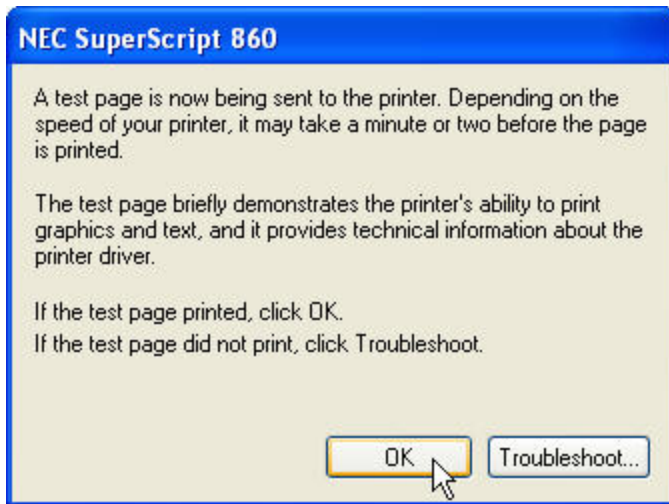 NEC SuperScript 860
A test page is now being sent to the printer. Depending on the
speed of your printer, it may take a minute or two before the page
is printed.
The test page briefly demonstrates the printer's ability to print
graphics and text, and it provides technical information about the
printer driver.
If the test page printed, click OK.
If the test page did not print, click Troubleshoot.
OK Troubleshoot...